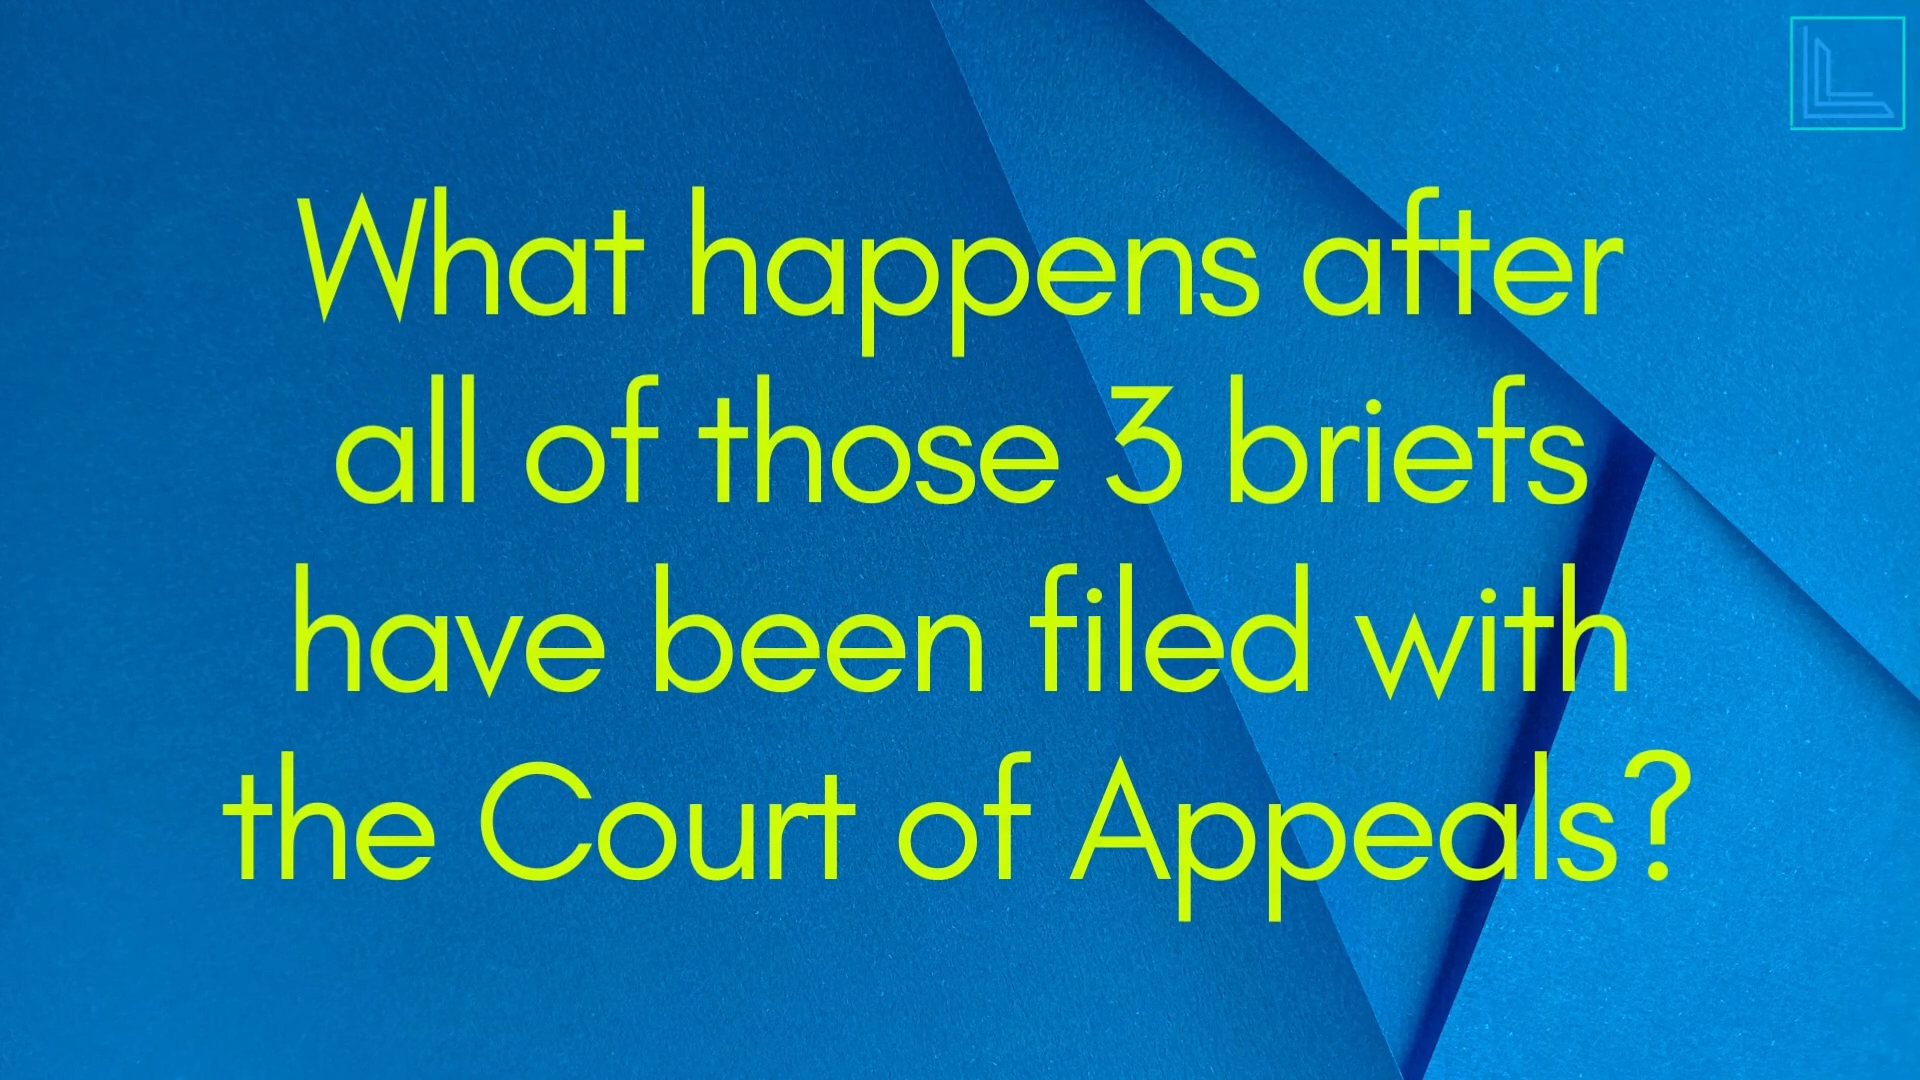 What happens after
all of those 3 briefs
have been filed with
the Court of Appeals?